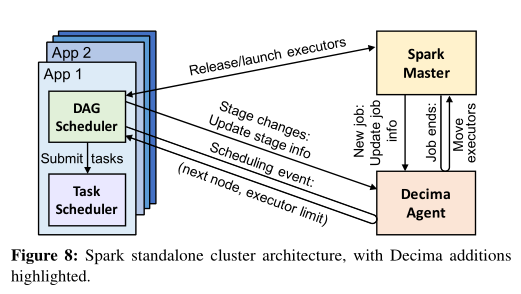 App 2
App 1
DAG
Scheduler
Submit tasks
Task
Scheduler
Release/launch executors
Stage changes:
Update stage info
Scheduling event:
(next node, executor limit)
Spark
Master
New job:
Update job
info
Job ends:
Move
executors
Decima
Agent
Figure 8: Spark standalone cluster architecture, with Decima additions
highlighted.